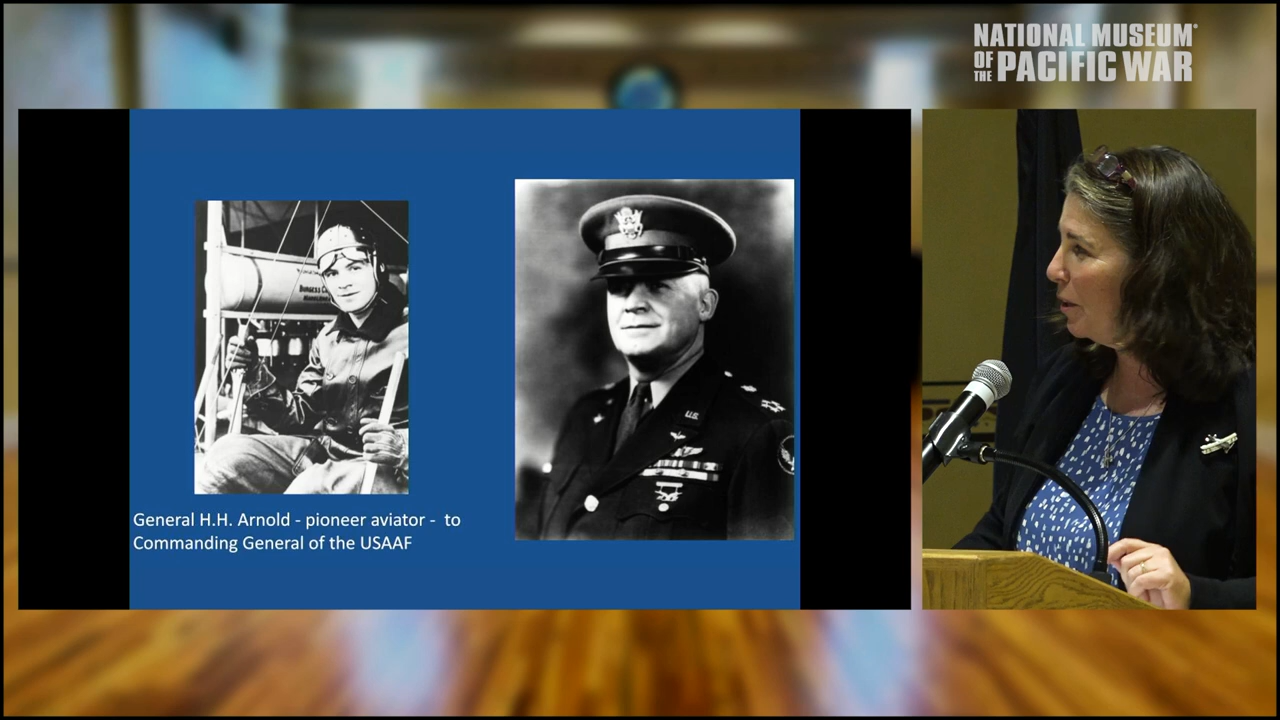 NATIONAL MUSEUM
OF THE PACIFIC WAR
General H.H. Arnold - pioneer aviator - to
Commanding General of the USAAF
U.S.